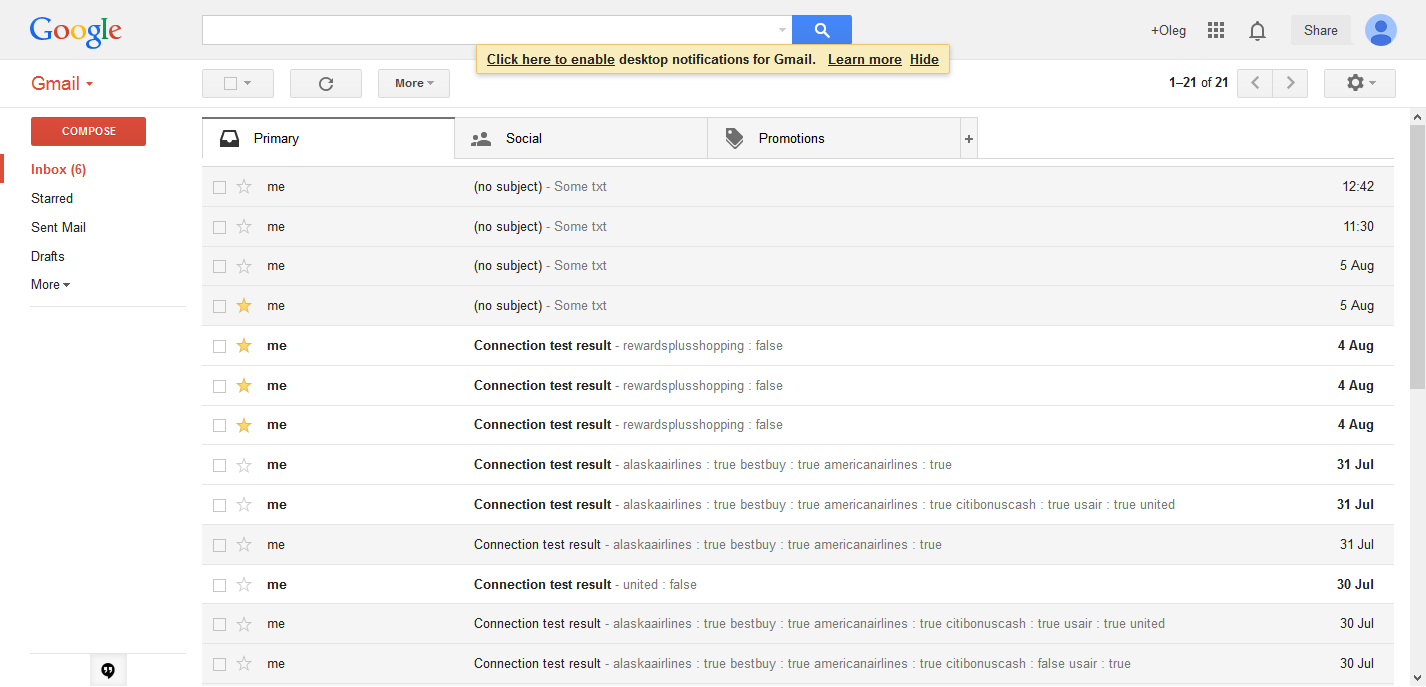 Google
+Oleg
Share
Click here to enable desktop notifications for Gmail. Learn more Hide
Gmail
More
1–21 of 21
COMPOSE
Primary
Social
Promotions
+
Inbox (6)
Starred
Sent Mail
Drafts
More
me (no subject) - Some txt 12:42
me (no subject) - Some txt 11:30
me (no subject) - Some txt 5 Aug
me (no subject) - Some txt 5 Aug
me Connection test result - rewardsplusshopping : false 4 Aug
me Connection test result - rewardsplusshopping : false 4 Aug
me Connection test result - rewardsplusshopping : false 4 Aug
me Connection test result - alaskaairlines : true bestbuy : true americanairlines : true 31 Jul
me Connection test result - alaskaairlines : true bestbuy : true americanairlines : true citibonuscash : true usair : true united 31 Jul
me Connection test result - alaskaairlines : true bestbuy : true americanairlines : true 31 Jul
me Connection test result - united : false 30 Jul
me Connection test result - alaskaairlines : true bestbuy : true americanairlines : true citibonuscash : true usair : true united 30 Jul
me Connection test result - alaskaairlines : true bestbuy : true americanairlines : true citibonuscash : false usair : true 30 Jul